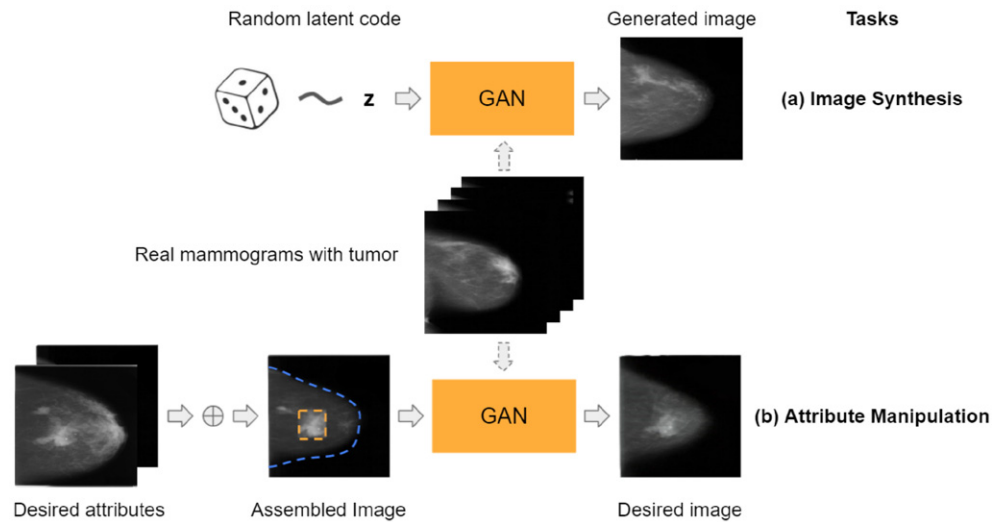 Random latent code
Generated image
Tasks
z
GAN
(a) Image Synthesis
Real mammograms with tumor
GAN
(b) Attribute Manipulation
Desired attributes
Assembled Image
Desired image